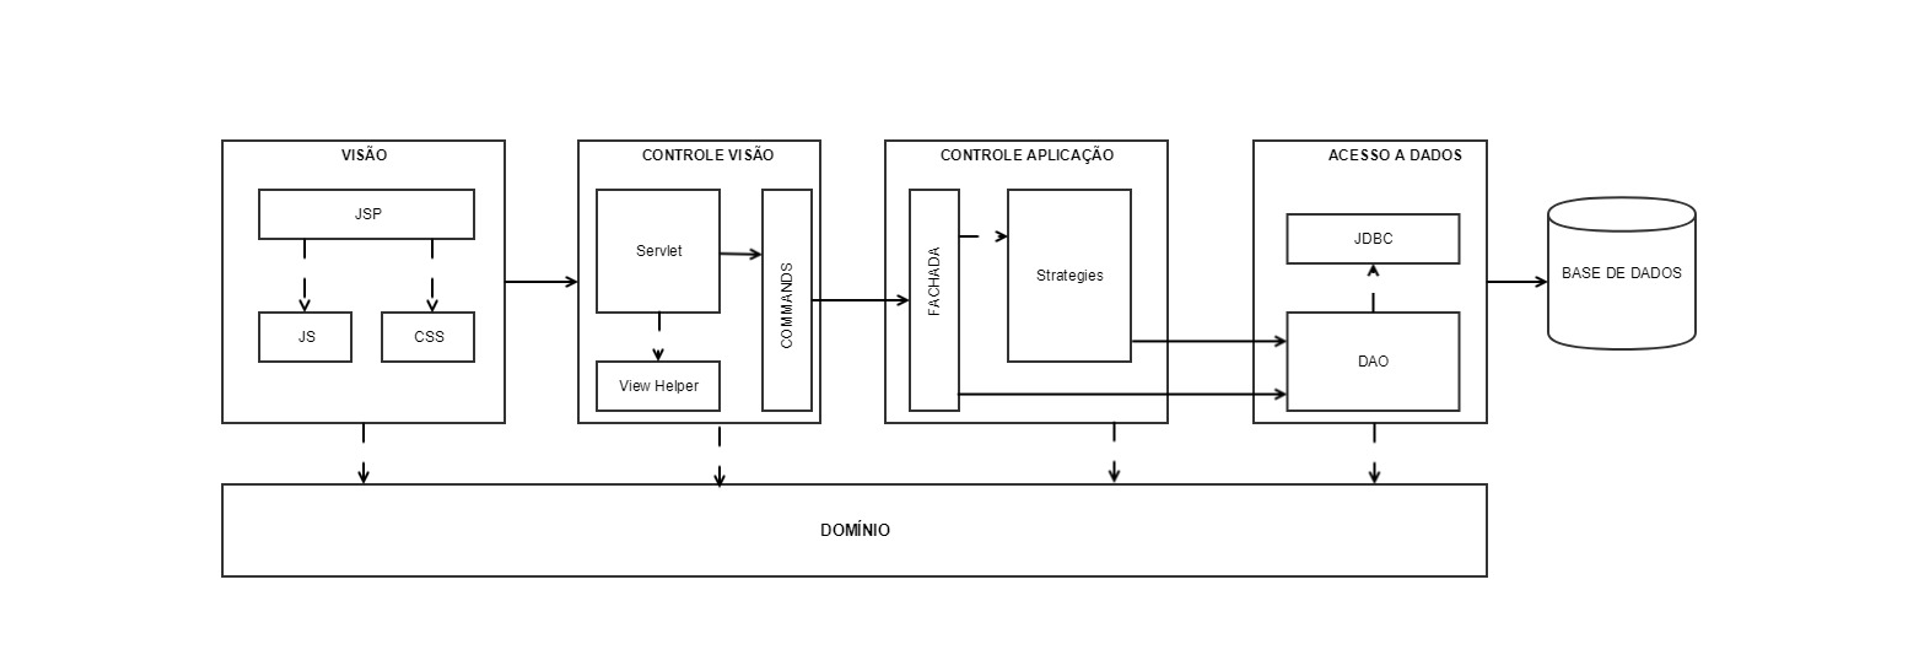 VISÃO
JSP
JS
CSS
CONTROLE VISÃO
Servlet
View Helper
COMMANDS
CONTROLE APLICAÇÃO
FACHADA
Strategies
ACESSO A DADOS
JDBC
DAO
BASE DE DADOS
DOMÍNIO